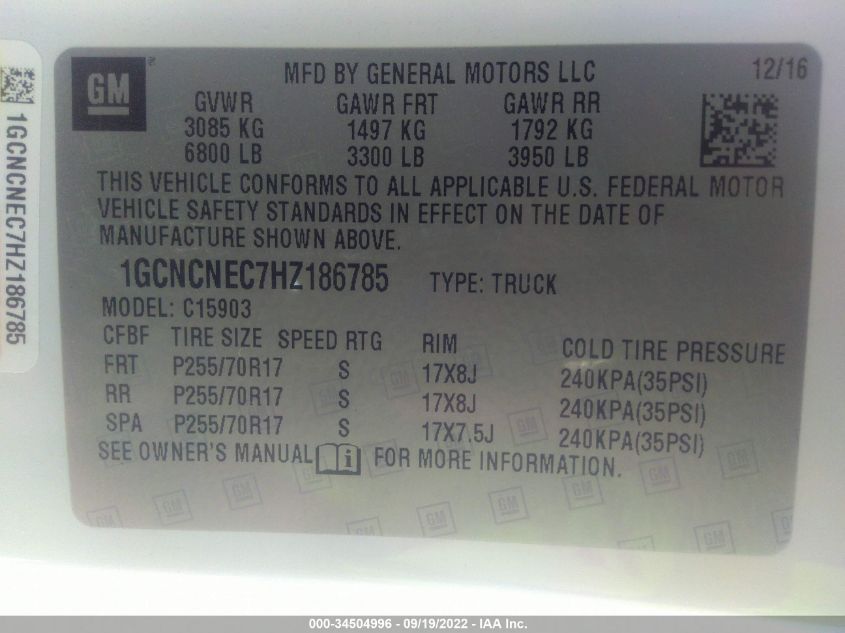 GM
MFD BY GENERAL MOTORS LLC
12/16
GVWR GAWR FRT GAWR RR
3085 KG 1497 KG 1792 KG
6800 LB 3300 LB 3950 LB
THIS VEHICLE CONFORMS TO ALL APPLICABLE U.S. FEDERAL MOTOR
VEHICLE SAFETY STANDARDS IN EFFECT ON THE DATE OF
MANUFACTURE SHOWN ABOVE.
1GCNCNEC7HZ186785 TYPE: TRUCK
MODEL: C15903
CFBF TIRE SIZE SPEED RTG RIM COLD TIRE PRESSURE
FRT P255/70R17 S 17X8J 240KPA(35PSI)
RR P255/70R17 S 17X8J 240KPA(35PSI)
SPA P255/70R17 S 17X7.5J 240KPA(35PSI)
SEE OWNER'S MANUAL FOR MORE INFORMATION.
1GCNCNEC7HZ186785
000-34504996 - 09/19/2022 - IAA Inc.